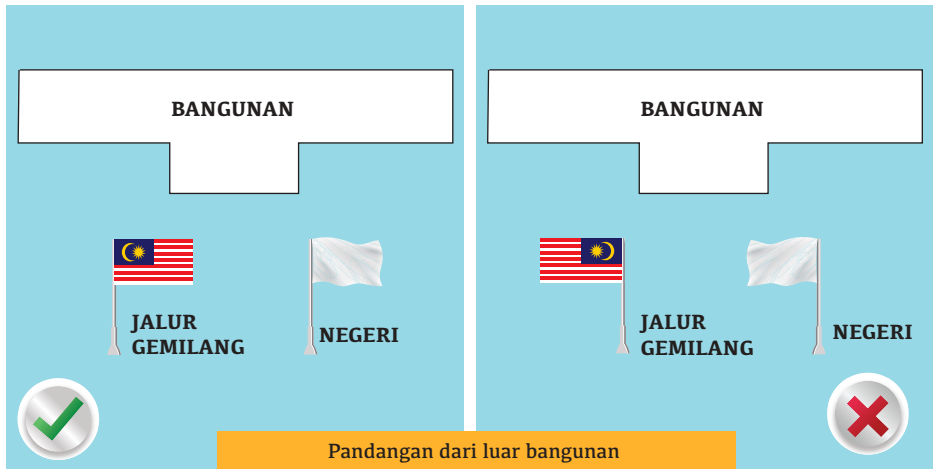 BANGUNAN
JALUR
GEMILANG
NEGERI
BANGUNAN
JALUR
GEMILANG
NEGERI
Pandangan dari luar bangunan